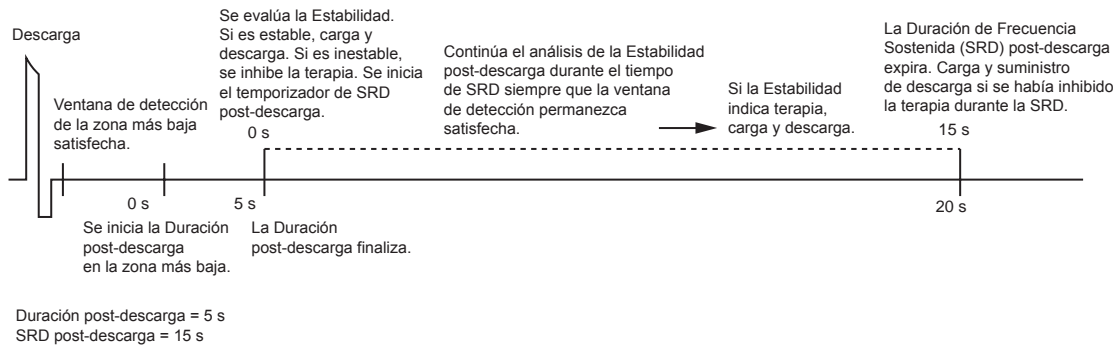 Descarga
Ventana de detección
de la zona más baja
satisfecha.
Se evalúa la Estabilidad.
Si es estable, carga y
descarga. Si es inestable,
se inhibe la terapia. Se inicia
el temporizador de SRD
post-descarga.
0 s
Continúa el análisis de la Estabilidad
post-descarga durante el tiempo
de SRD siempre que la ventana
de detección permanezca
satisfecha.
Si la Estabilidad
indica terapia,
carga y descarga.
La Duración de Frecuencia
Sostenida (SRD) post-descarga
expira. Carga y suministro
de descarga si se había inhibido
la terapia durante la SRD.
15 s
0 s
5 s
20 s
Se inicia la Duración
post-descarga
en la zona más baja.
La Duración
post-descarga finaliza.
Duración post-descarga = 5 s
SRD post-descarga = 15 s